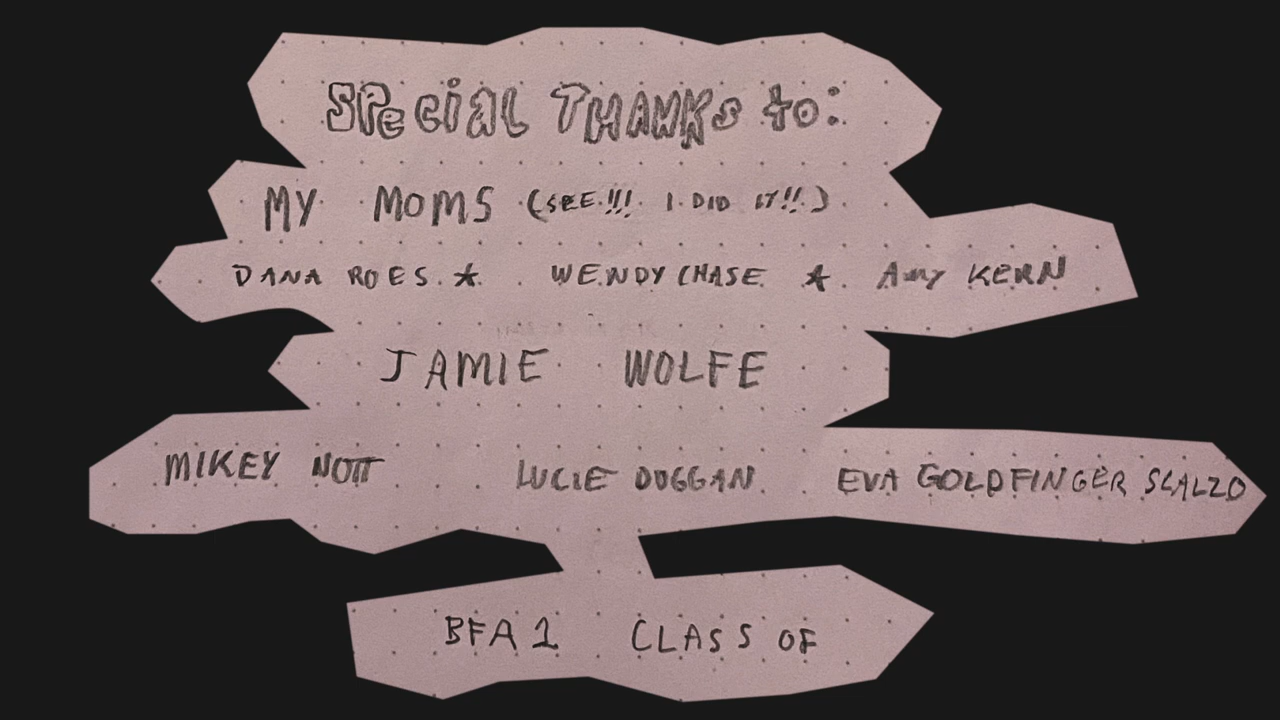 SPecial THANKs to:
MY MOMS (SEE!!! I DID IT!!)
DANA ROES ★ WENDY CHASE ★ Amy KERN
JAMIE WOLFE
MIKEY NOTT LUCIE DUGGAN EVA GOLDFINGER SCALZO
BFA 1 CLASS OF